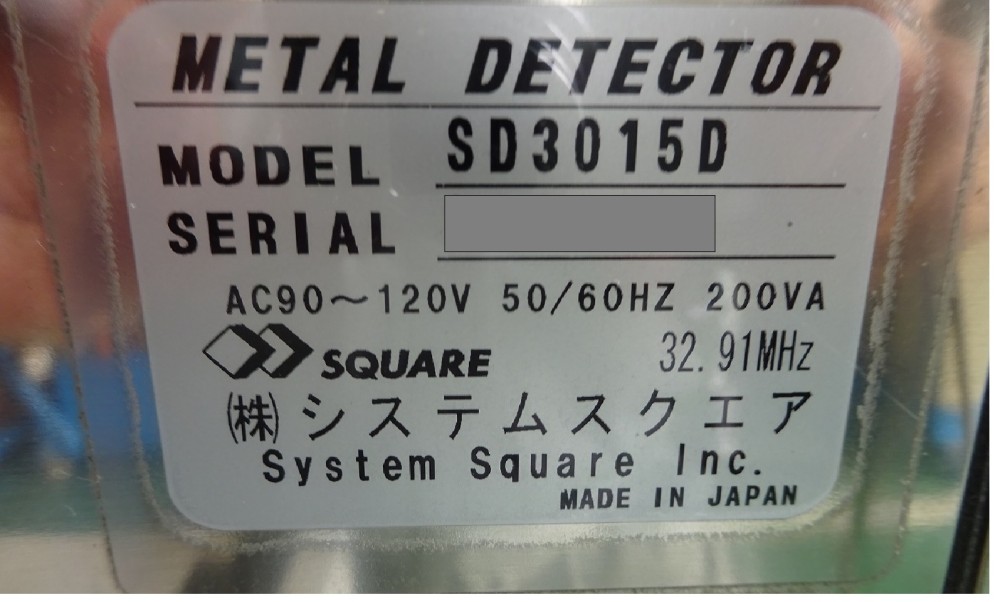 METAL DETECTOR
MODEL SD3015D
SERIAL
AC90～120V 50/60HZ 200VA
SQUARE 32.91MHz
㈱システムスクエア
System Square Inc.
MADE IN JAPAN